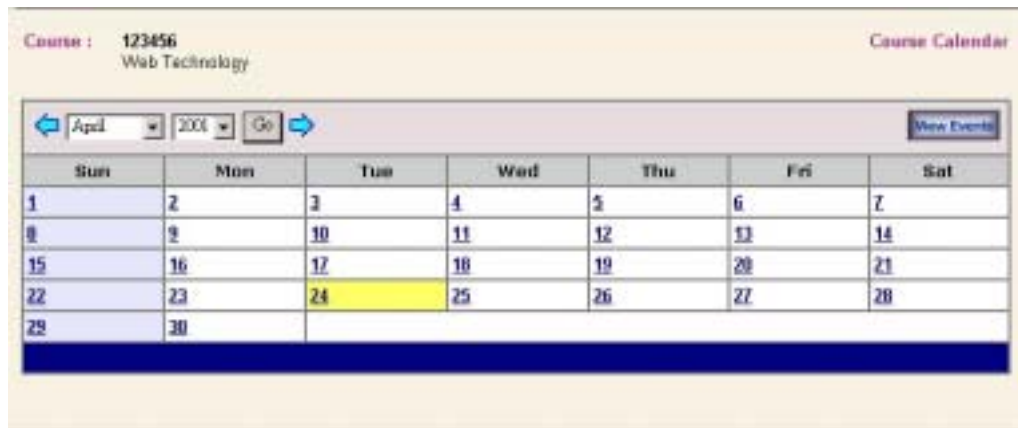 Course : 123456 Course Calendar
Web Technology
April 2001 Go View Events
Sun Mon Tue Wed Thu Fri Sat
1 2 3 4 5 6 7
8 9 10 11 12 13 14
15 16 17 18 19 20 21
22 23 24 25 26 27 28
29 30